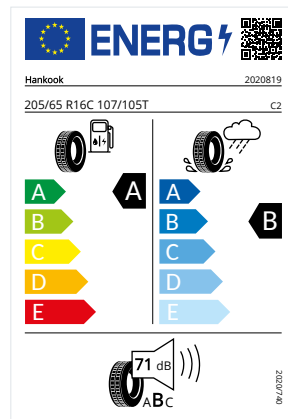 ENERG
Hankook 2020819
205/65 R16C 107/105T C2
A A A
B B B
C C
D D
E E
71 dB
ABC
2020/740